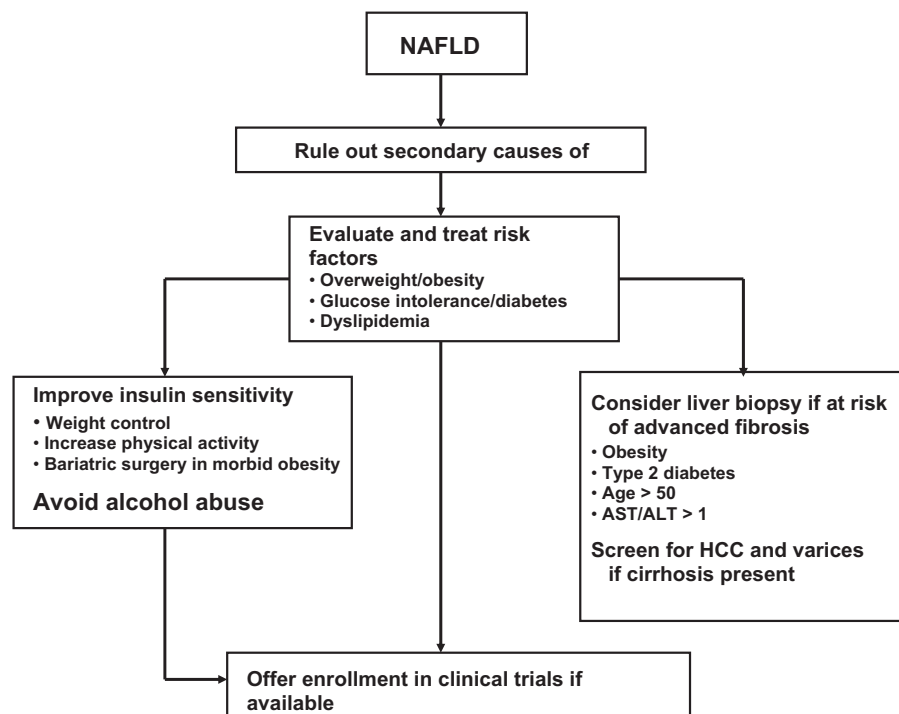 NAFLD
Rule out secondary causes of
Evaluate and treat risk
factors
• Overweight/obesity
• Glucose intolerance/diabetes
• Dyslipidemia
Improve insulin sensitivity
• Weight control
• Increase physical activity
• Bariatric surgery in morbid obesity
Avoid alcohol abuse
Consider liver biopsy if at risk
of advanced fibrosis
• Obesity
• Type 2 diabetes
• Age > 50
• AST/ALT > 1
Screen for HCC and varices
if cirrhosis present
Offer enrollment in clinical trials if
available